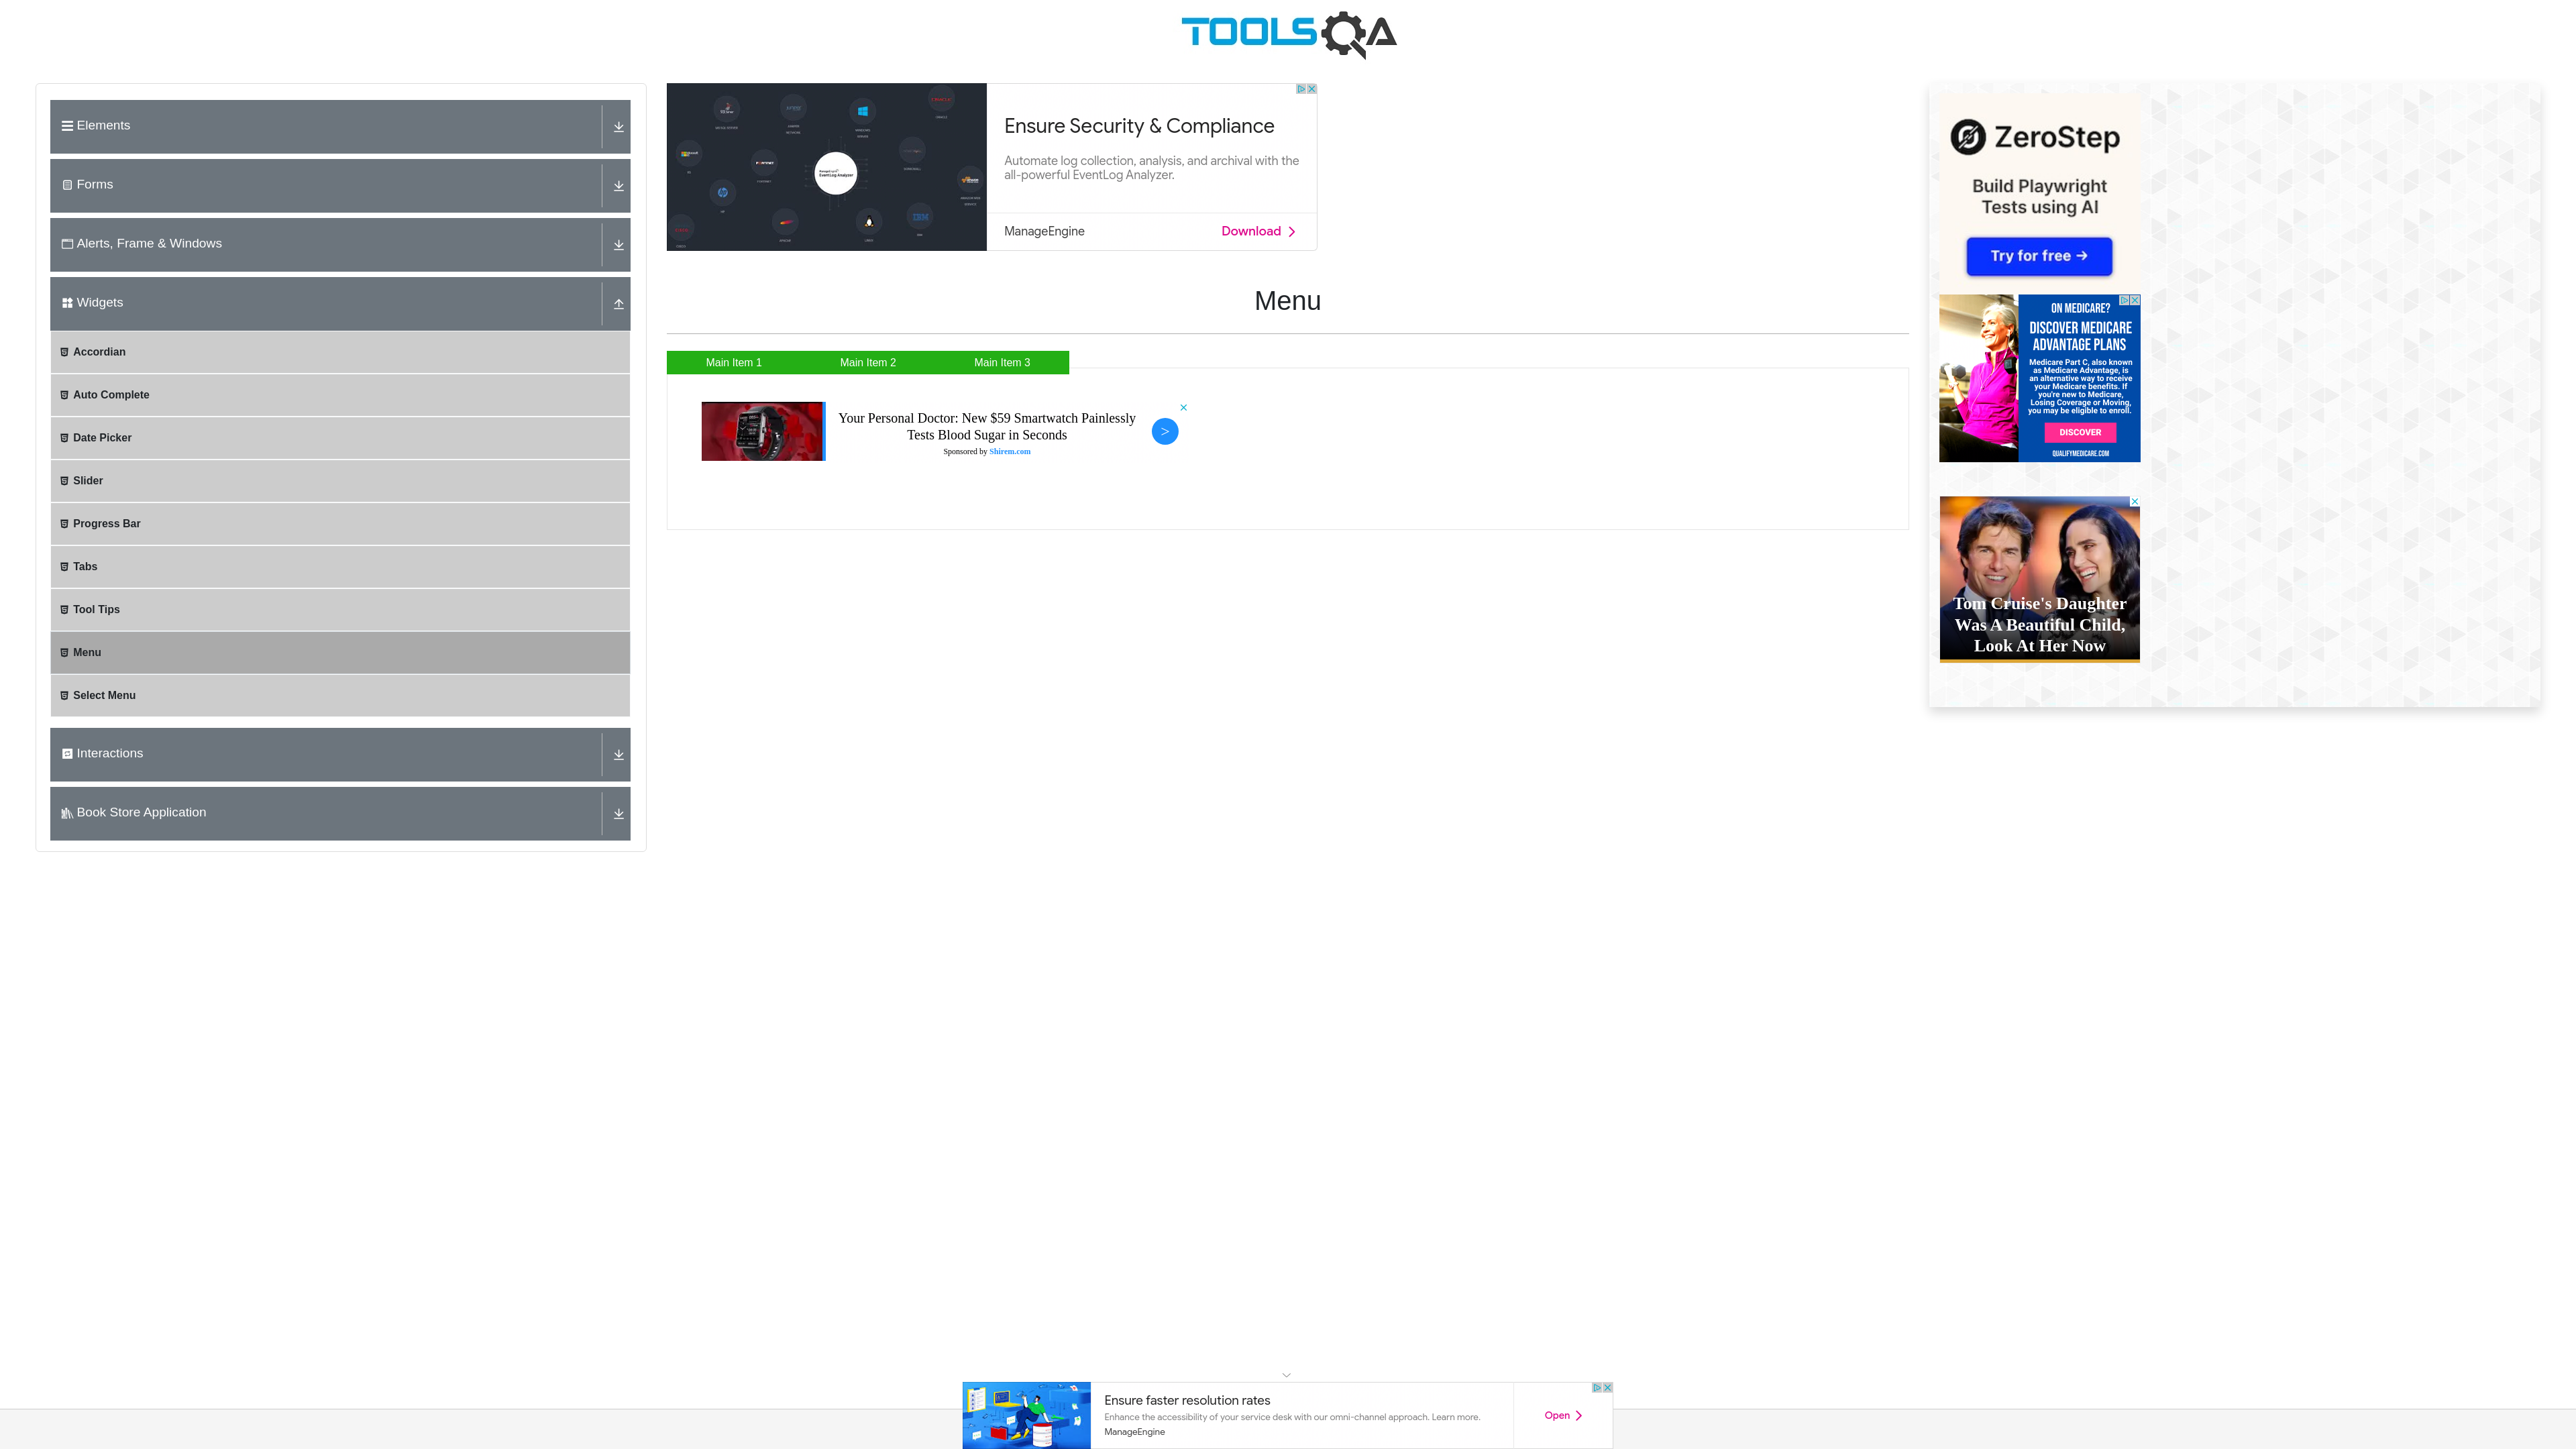 TOOLSQA
Elements
Forms
Alerts, Frame & Windows
Widgets
Accordian
Auto Complete
Date Picker
Slider
Progress Bar
Tabs
Tool Tips
Menu
Select Menu
Interactions
Book Store Application
EventLog Analyzer
Ensure Security & Compliance
Automate log collection, analysis, and archival with the
all-powerful EventLog Analyzer.
ManageEngine
Download
Menu
Main Item 1
Main Item 2
Main Item 3
Your Personal Doctor: New $59 Smartwatch Painlessly
Tests Blood Sugar in Seconds
Sponsored by Shirem.com
>
ZeroStep
Build Playwright
Tests using AI
Try for free →
ON MEDICARE?
DISCOVER MEDICARE
ADVANTAGE PLANS
Medicare Part C, also known
as Medicare Advantage, is
an alternative way to receive
your Medicare benefits. If
you're new to Medicare,
Losing Coverage or Moving,
you may be eligible to enroll.
DISCOVER
QUALIFYMEDICARE.COM
Tom Cruise's Daughter
Was A Beautiful Child,
Look At Her Now
Ensure faster resolution rates
Enhance the accessibility of your service desk with our omni-channel approach. Learn more.
ManageEngine
Open